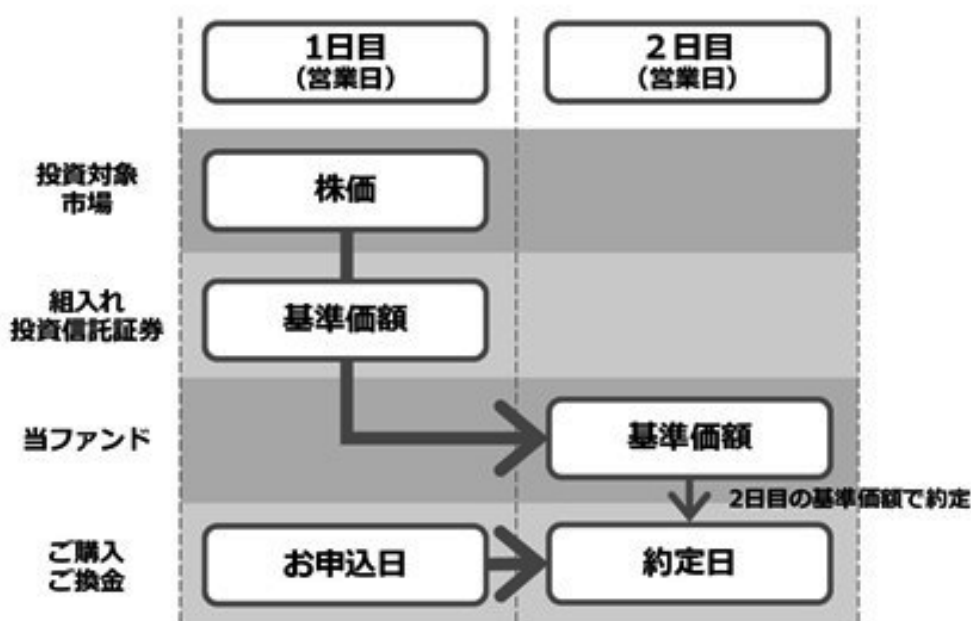 1日目
（営業日）
２日目
（営業日）
投資対象
市場
株価
組入れ
投資信託証券
基準価額
当ファンド
基準価額
2日目の基準価額で約定
ご購入
ご換金
お申込日
約定日